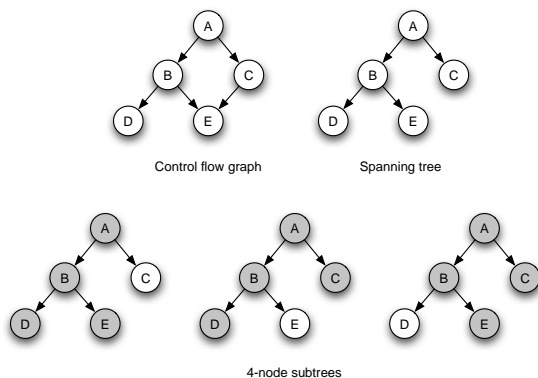 A A
B C B C
D E D E
Control flow graph Spanning tree
A A A
B C B C B C
D E D E D E
4-node subtrees